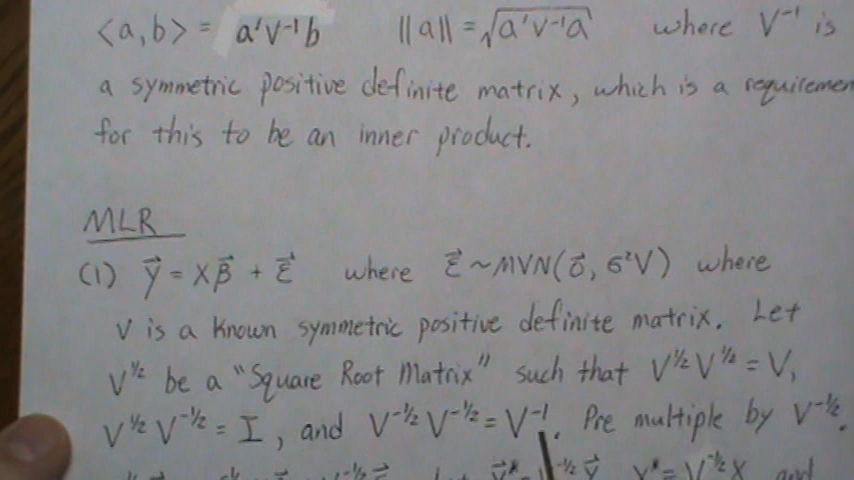 <a,b> = a'V⁻¹b   ||a|| = √a'V⁻¹a   where V⁻¹ is
a symmetric positive definite matrix, which is a requiremen
for this to be an inner product.
MLR
(1) y⃗ = Xβ⃗ + ε⃗   where ε⃗ ~ MVN(0⃗, σ²V) where
V is a known symmetric positive definite matrix. Let
V^½ be a "Square Root Matrix" such that V^½ V^½ = V,
V^½ V^-½ = I, and V^-½ V^-½ = V⁻¹. Pre multiple by V^-½.
X* = V^-½ X and